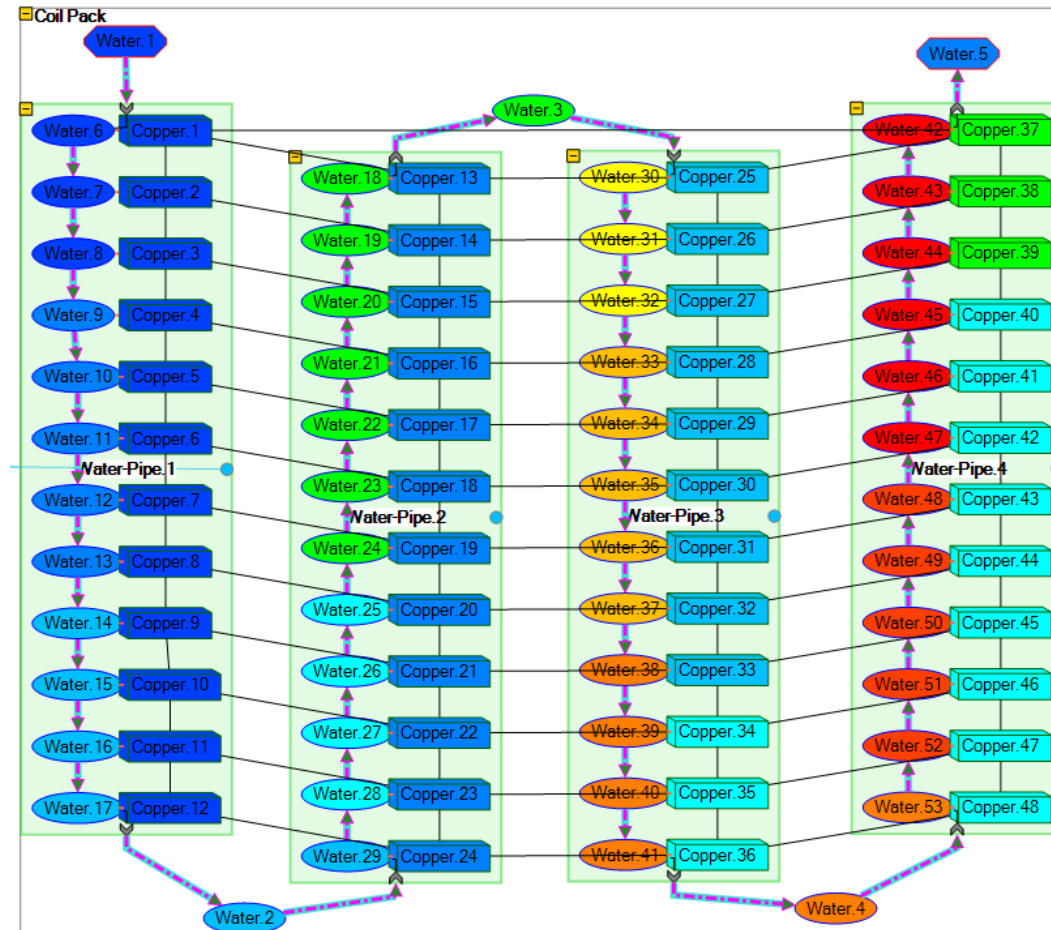 Coil Pack
Water.1
Water.5
Water.3
Water.6 Copper.1
Water.7 Copper.2
Water.8 Copper.3
Water.9 Copper.4
Water.10 Copper.5
Water.11 Copper.6
Water-Pipe.1
Water.12 Copper.7
Water.13 Copper.8
Water.14 Copper.9
Water.15 Copper.10
Water.16 Copper.11
Water.17 Copper.12
Water.2
Water.18 Copper.13
Water.19 Copper.14
Water.20 Copper.15
Water.21 Copper.16
Water.22 Copper.17
Water.23 Copper.18
Water-Pipe.2
Water.24 Copper.19
Water.25 Copper.20
Water.26 Copper.21
Water.27 Copper.22
Water.28 Copper.23
Water.29 Copper.24
Water.30 Copper.25
Water.31 Copper.26
Water.32 Copper.27
Water.33 Copper.28
Water.34 Copper.29
Water.35 Copper.30
Water-Pipe.3
Water.36 Copper.31
Water.37 Copper.32
Water.38 Copper.33
Water.39 Copper.34
Water.40 Copper.35
Water.41 Copper.36
Water.4
Water.42 Copper.37
Water.43 Copper.38
Water.44 Copper.39
Water.45 Copper.40
Water.46 Copper.41
Water.47 Copper.42
Water-Pipe.4
Water.48 Copper.43
Water.49 Copper.44
Water.50 Copper.45
Water.51 Copper.46
Water.52 Copper.47
Water.53 Copper.48